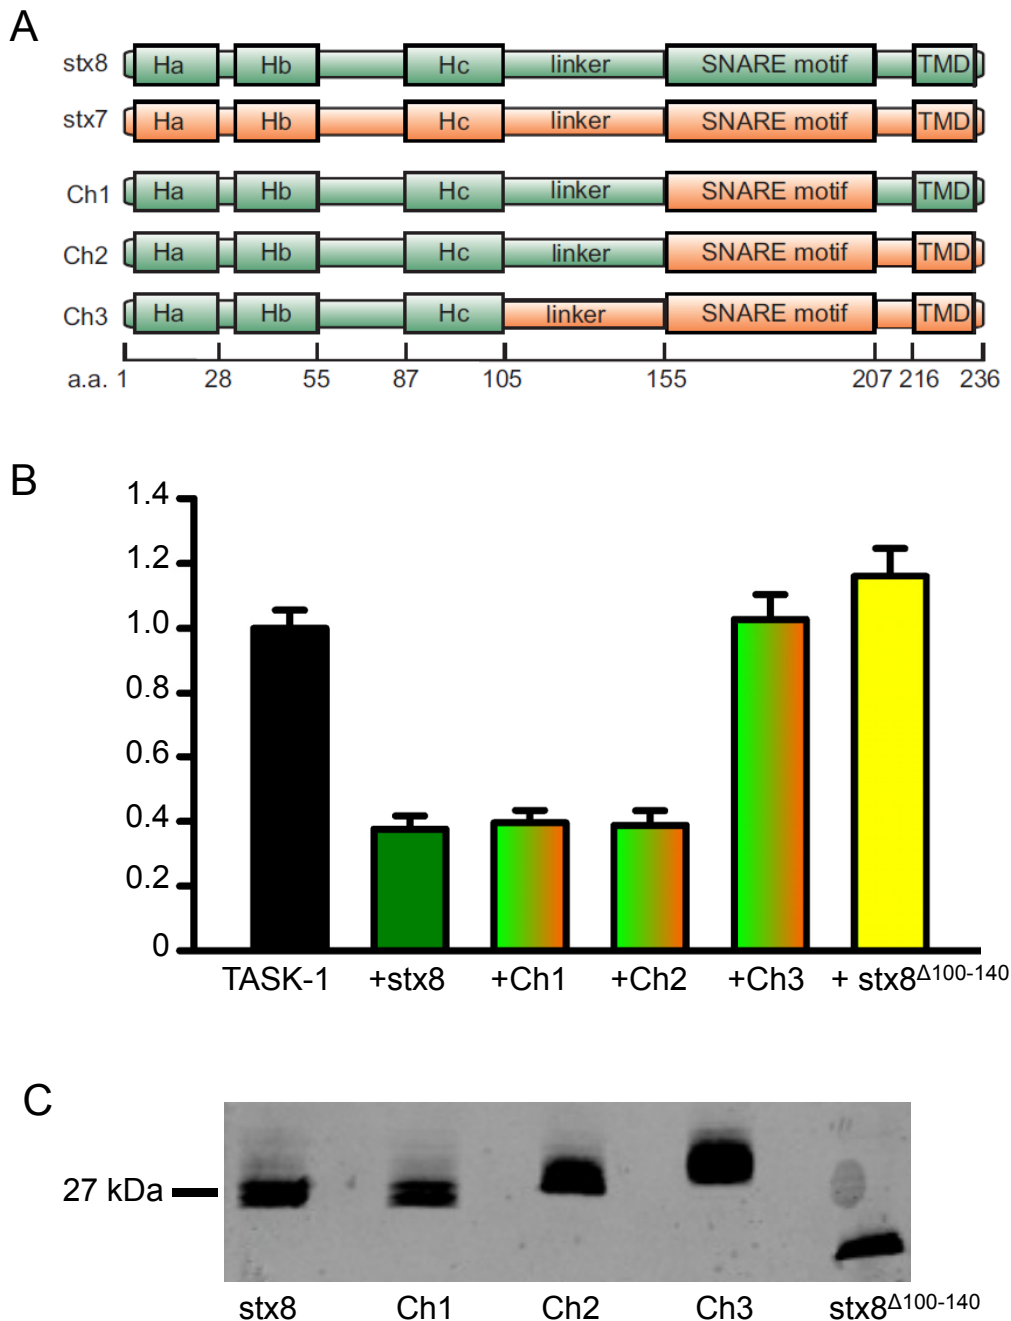 A
stx8 Ha Hb Hc linker SNARE motif TMD
stx7 Ha Hb Hc linker SNARE motif TMD
Ch1 Ha Hb Hc linker SNARE motif TMD
Ch2 Ha Hb Hc linker SNARE motif TMD
Ch3 Ha Hb Hc linker SNARE motif TMD
a.a. 1 28 55 87 105 155 207 216 236
B
1.4
1.2
1.0
0.8
0.6
0.4
0.2
0
TASK-1 +stx8 +Ch1 +Ch2 +Ch3 + stx8Δ100-140
C
27 kDa
stx8 Ch1 Ch2 Ch3 stx8Δ100-140